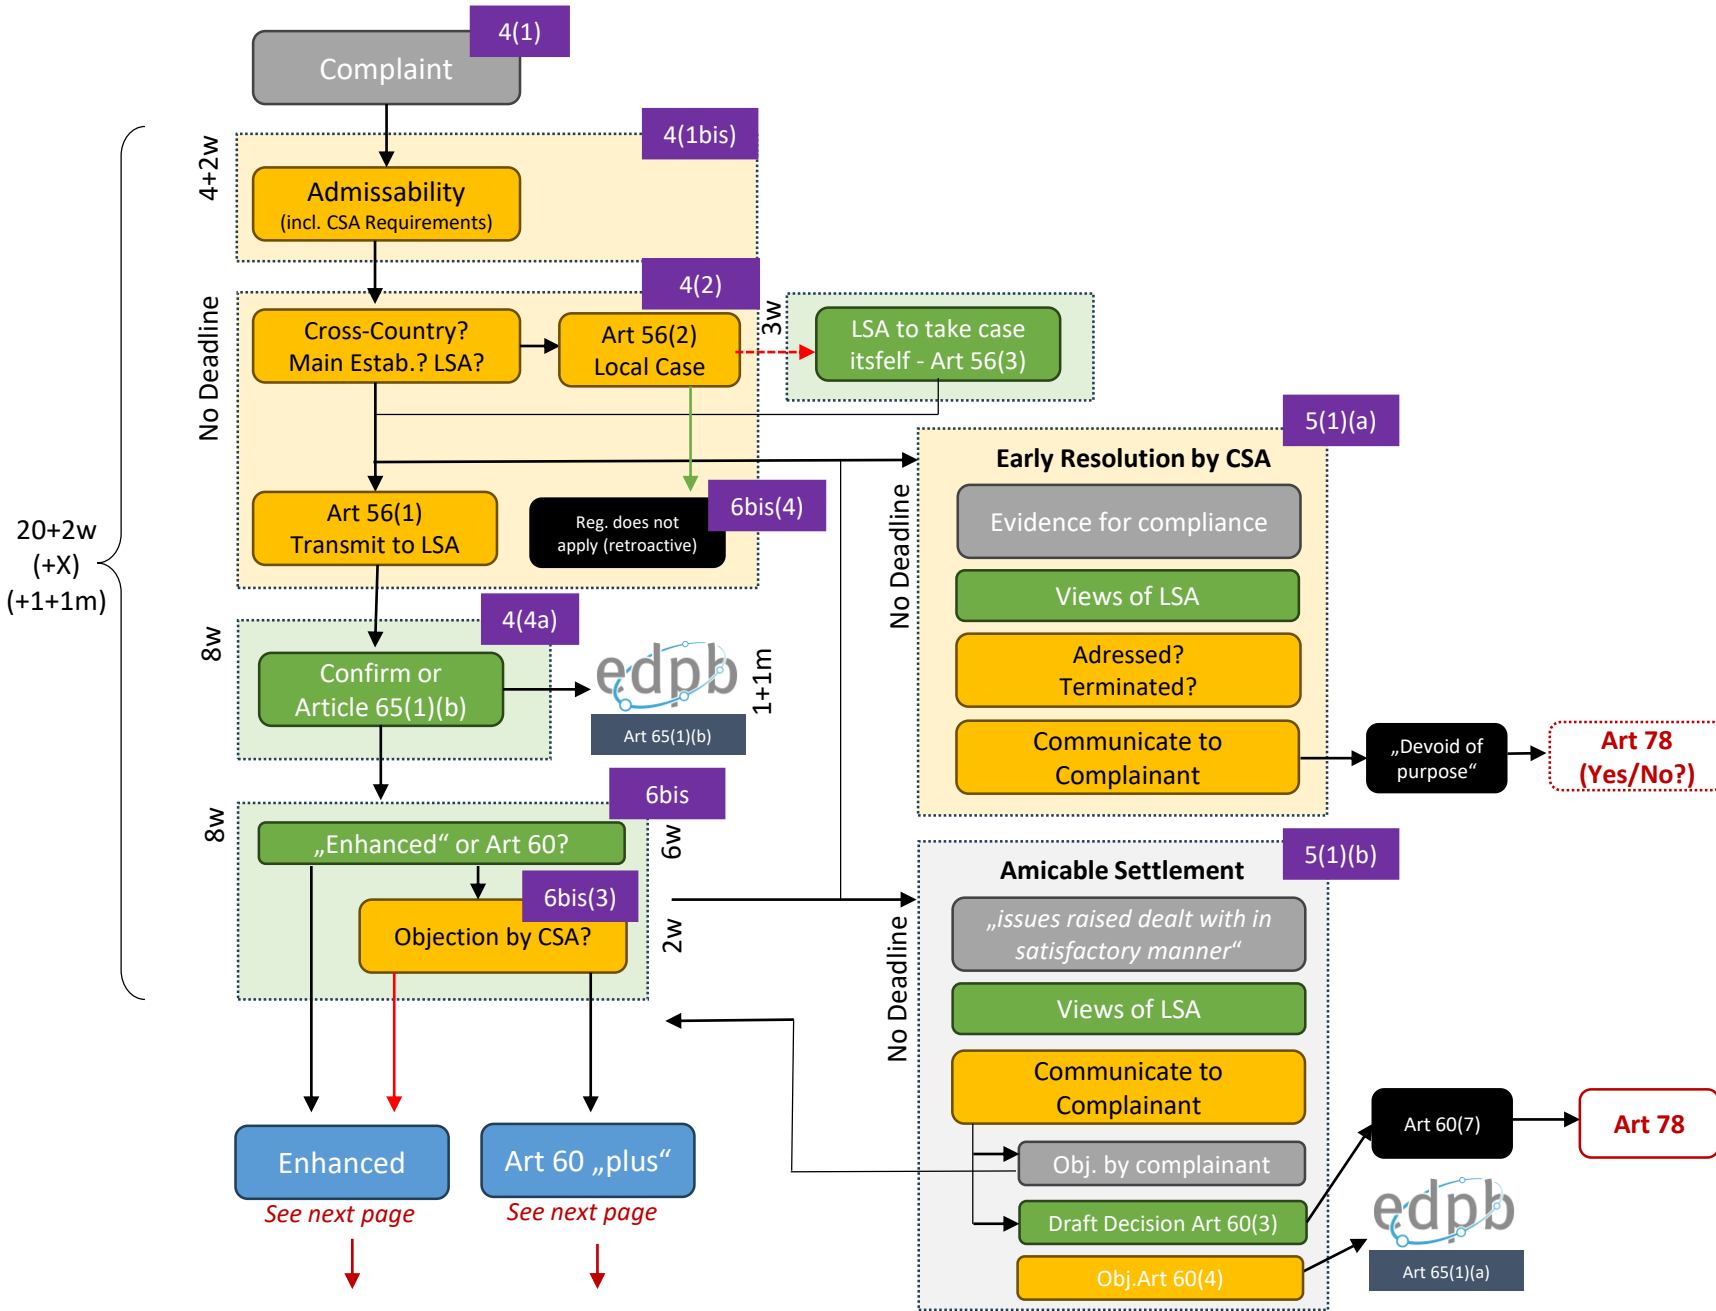 4(1)
Complaint
4(1bis)
4+2w
Admissability
(incl. CSA Requirements)
4(2)
No Deadline
Cross-Country?
Main Estab.? LSA?
Art 56(2)
Local Case
3w
LSA to take case
itsfelf - Art 56(3)
5(1)(a)
Early Resolution by CSA
No Deadline
Evidence for compliance
Views of LSA
Adressed?
Terminated?
Communicate to
Complainant
„Devoid of
purpose“
Art 78
(Yes/No?)
Art 56(1)
Transmit to LSA
6bis(4)
Reg. does not
apply (retroactive)
20+2w
(+X)
(+1+1m)
4(4a)
8w
Confirm or
Article 65(1)(b)
edpb
1+1m
Art 65(1)(b)
6bis
8w
„Enhanced“ or Art 60?
6w
6bis(3)
Objection by CSA?
2w
5(1)(b)
Amicable Settlement
No Deadline
„issues raised dealt with in
satisfactory manner“
Views of LSA
Communicate to
Complainant
Obj. by complainant
Draft Decision Art 60(3)
Obj.Art 60(4)
Art 60(7)
Art 78
edpb
Art 65(1)(a)
Enhanced
See next page
Art 60 „plus“
See next page